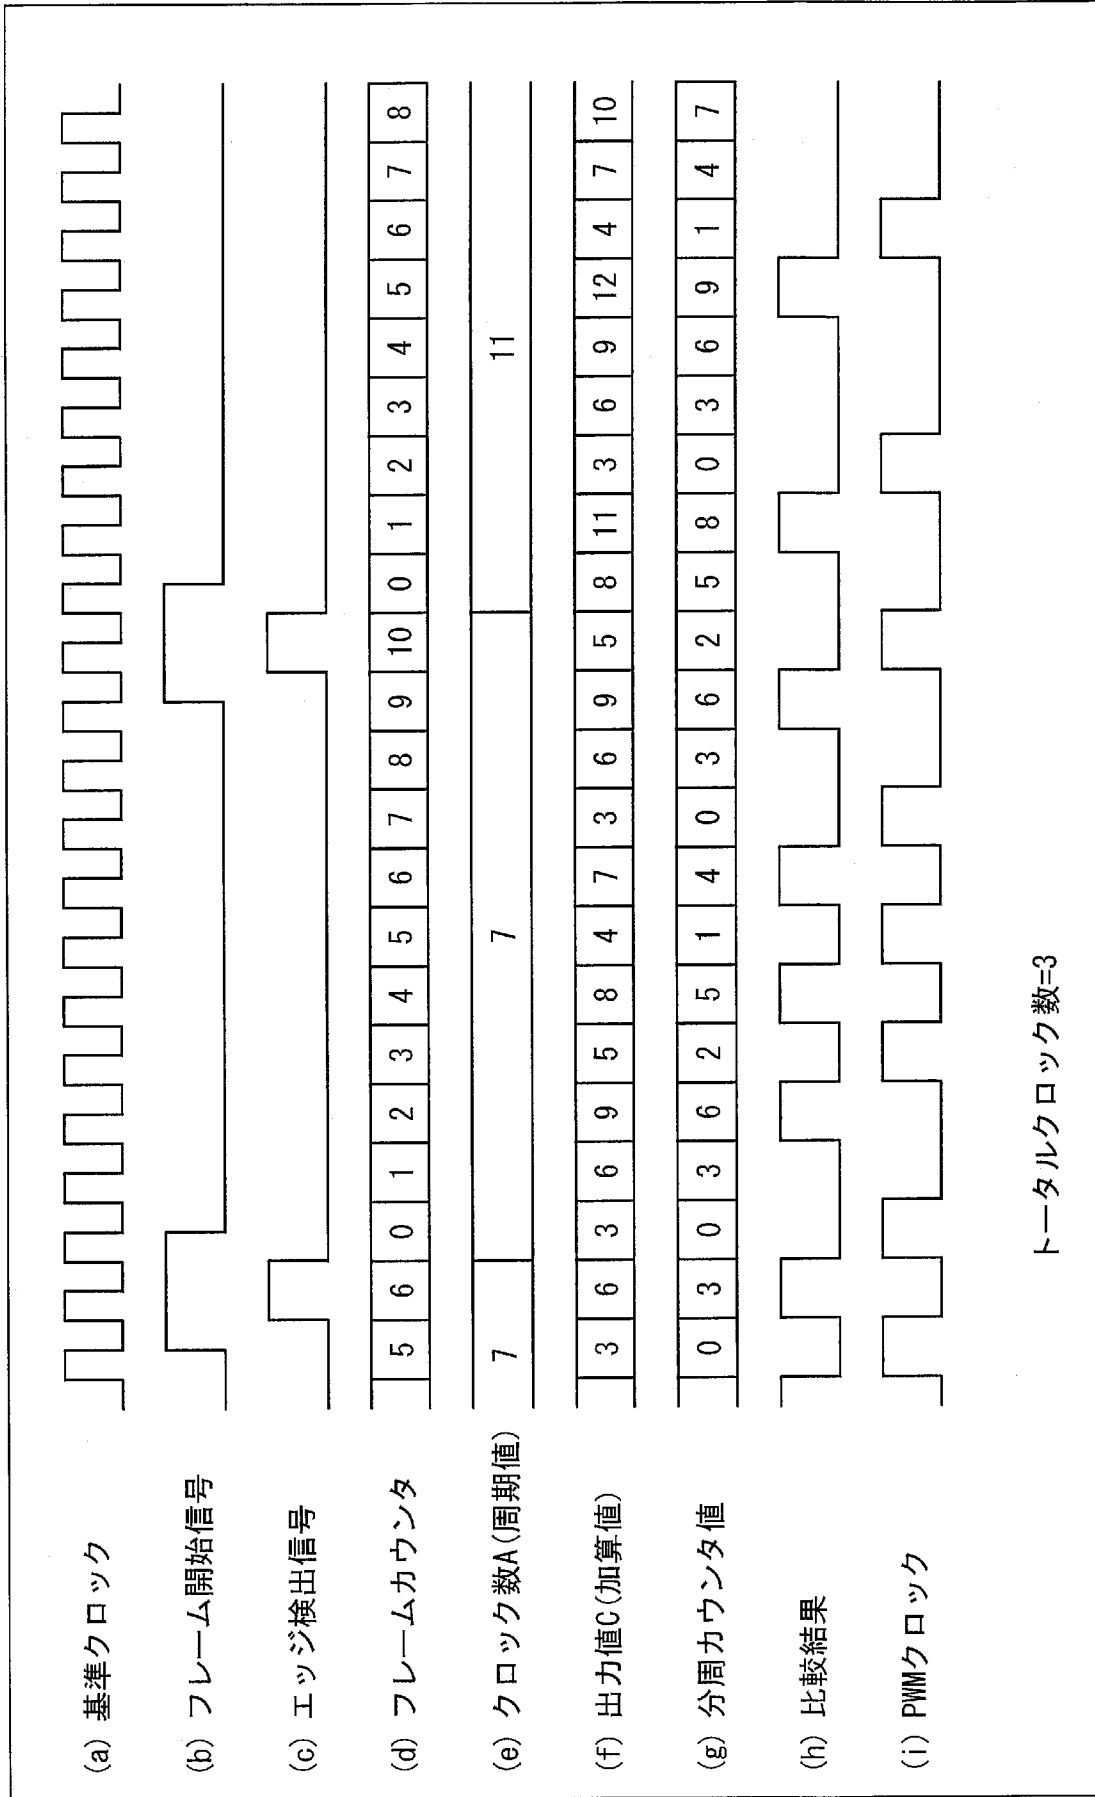 (a) 基準クロック
(b) フレーム開始信号
(c) エッジ検出信号
(d) フレームカウンタ 5 6 0 1 2 3 4 5 6 7 8 9 10 0 1 2 3 4 5 6 7 8
(e) クロック数A(周期値) 7 7 11
(f) 出力値C(加算値) 3 6 3 6 9 5 8 4 7 3 6 9 5 8 11 3 6 9 12 4 7 10
(g) 分周カウンタ値 0 3 0 3 6 2 5 1 4 0 3 6 2 5 8 0 3 6 9 1 4 7
(h) 比較結果
(i) PWMクロック
トータルクロック数=3